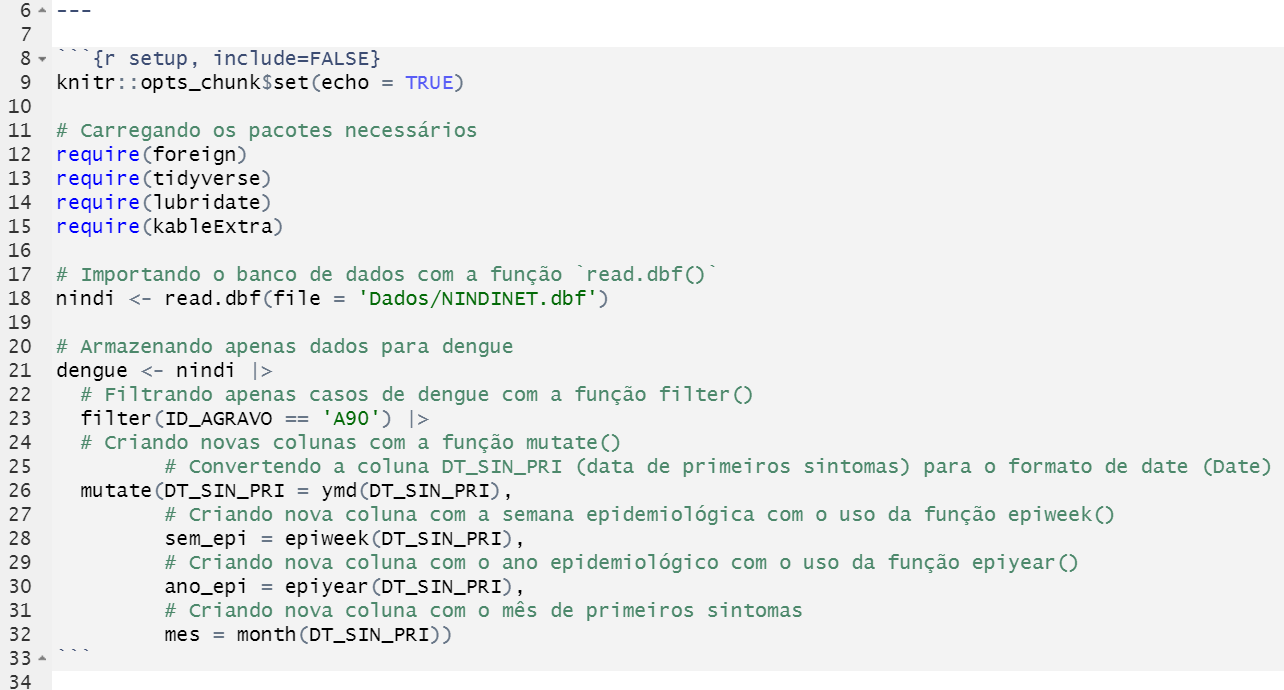 6 ---
7
8 ```{r setup, include=FALSE}
9 knitr::opts_chunk$set(echo = TRUE)
10
11 # Carregando os pacotes necessários
12 require(foreign)
13 require(tidyverse)
14 require(lubridate)
15 require(kableExtra)
16
17 # Importando o banco de dados com a função `read.dbf()`
18 nindi <- read.dbf(file = 'Dados/NINDINET.dbf')
19
20 # Armazenando apenas dados para dengue
21 dengue <- nindi |>
22   # Filtrando apenas casos de dengue com a função filter()
23   filter(ID_AGRAVO == 'A90') |>
24   # Criando novas colunas com a função mutate()
25          # Convertendo a coluna DT_SIN_PRI (data de primeiros sintomas) para o formato de date (Date)
26   mutate(DT_SIN_PRI = ymd(DT_SIN_PRI),
27          # Criando nova coluna com a semana epidemiológica com o uso da função epiweek()
28          sem_epi = epiweek(DT_SIN_PRI),
29          # Criando nova coluna com o ano epidemiológico com o uso da função epiyear()
30          ano_epi = epiyear(DT_SIN_PRI),
31          # Criando nova coluna com o mês de primeiros sintomas
32          mes = month(DT_SIN_PRI))
33 ```
34